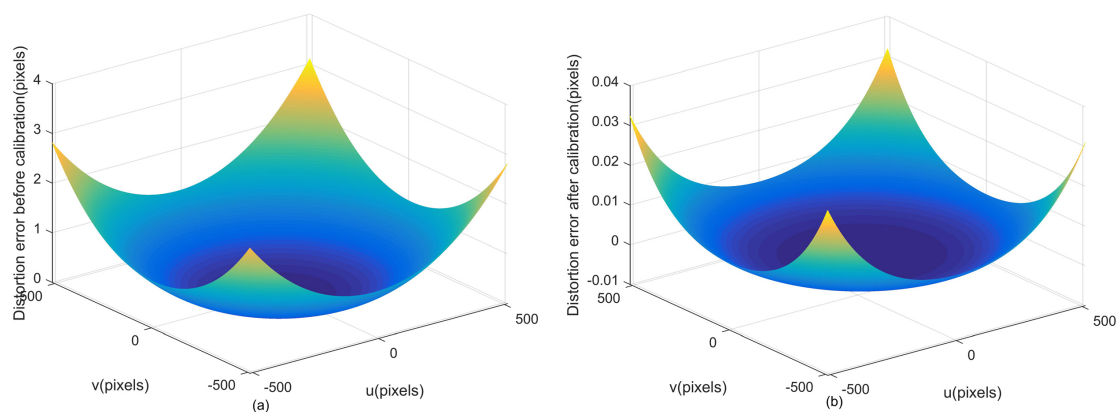 Distortion error before calibration(pixels)
4
3
2
1
0
500
0
-500
v(pixels)
-500
0
500
u(pixels)
(a)
Distortion error after calibration(pixels)
0.04
0.03
0.02
0.01
0
-0.01
500
0
-500
v(pixels)
-500
0
500
u(pixels)
(b)